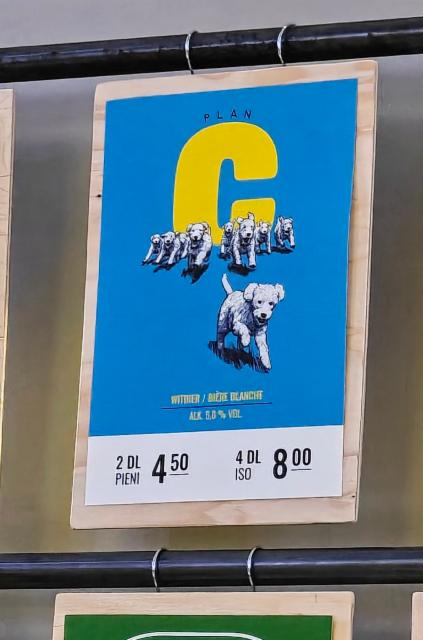 PLAN
C
WITBIER / BIÈRE BLANCHE
ALK. 5,0 % VOL.
2 DL
PIENI
4 50
4 DL
ISO
8 00